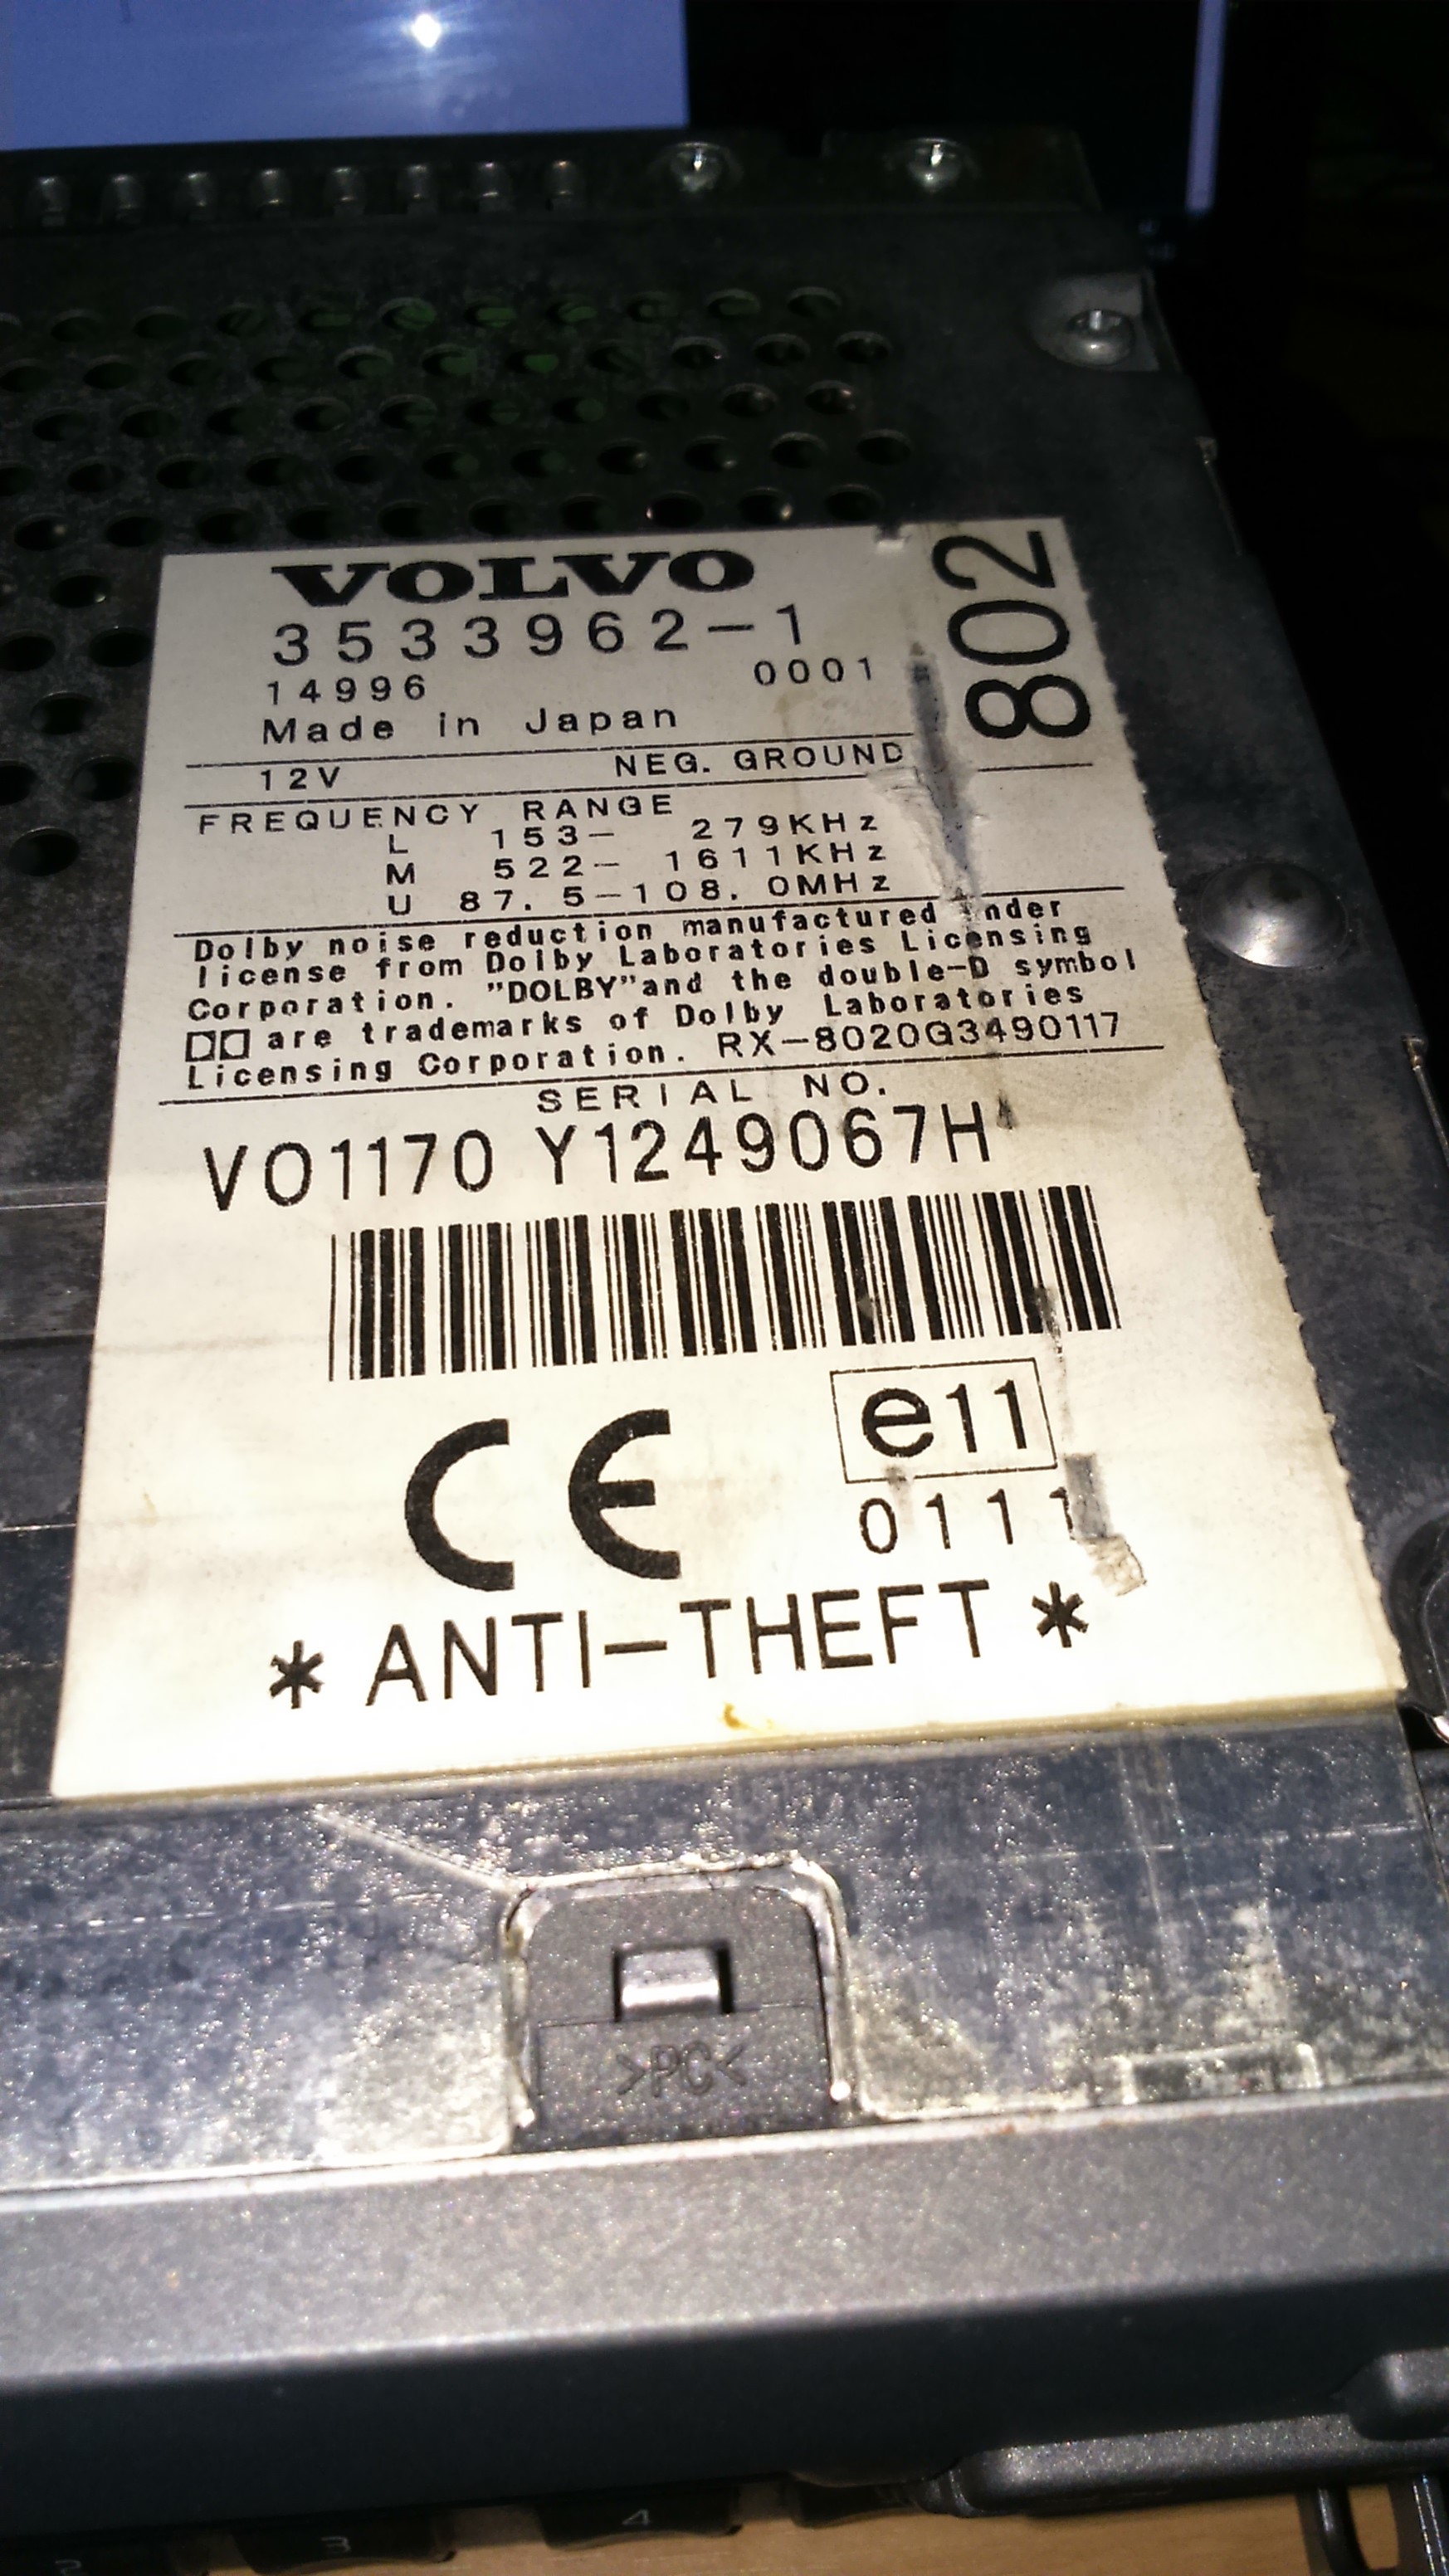 VOLVO
802
3533962-1
14996 0001
Made in Japan
12V NEG. GROUND
FREQUENCY RANGE
L 153- 279KHz
M 522- 1611KHz
U 87.5-108.0MHz
Dolby noise reduction manufactured under
license from Dolby Laboratories Licensing
Corporation. "DOLBY"and the double-D symbol
are trademarks of Dolby Laboratories
Licensing Corporation. RX-8020G3490117
SERIAL NO.
VO1170 Y1249067H
CE
e11
0111
* ANTI-THEFT *
>PC<
2 3 4